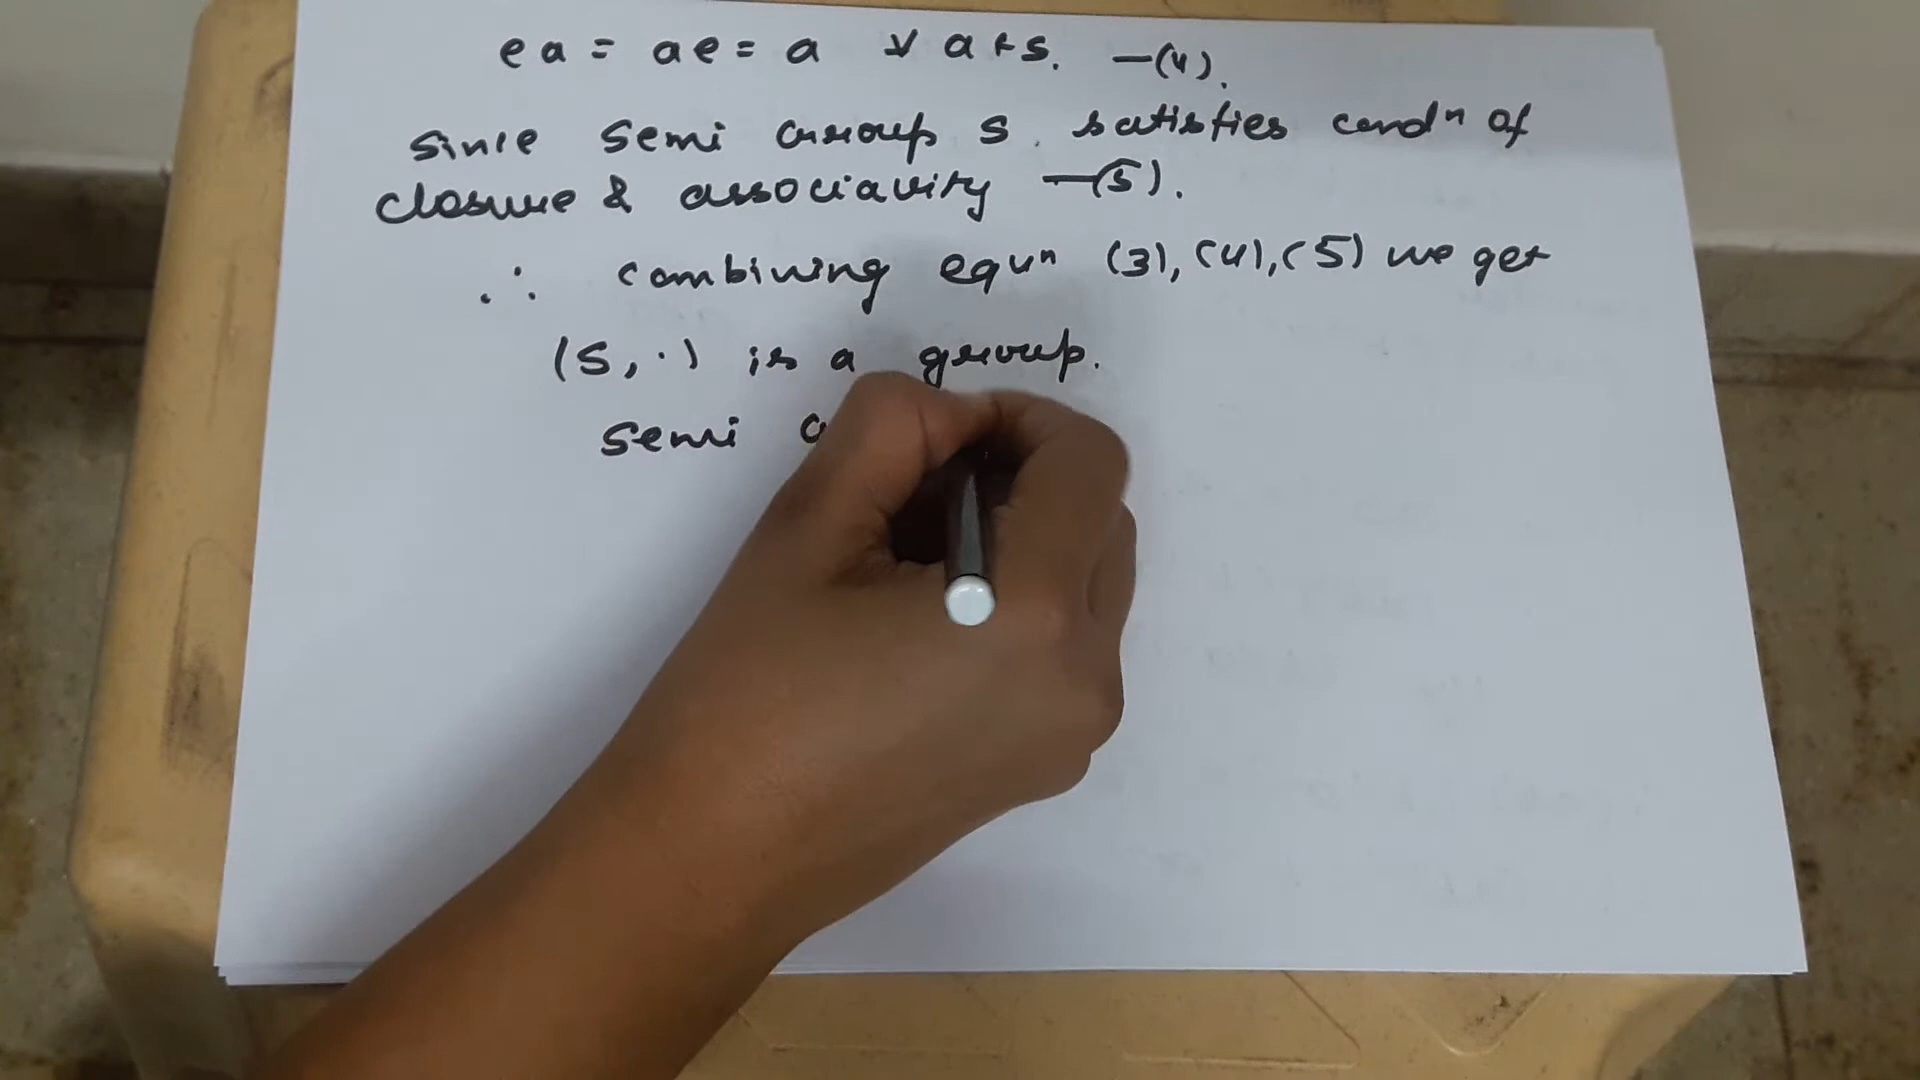 ea = ae = a ∀ a ∈ S. —(4).
Since Semi Group S. satisfies condn of
closure & associavity —(5).
∴ combining equn (3), (4), (5) we get
(S, ·) is a group.
Semi